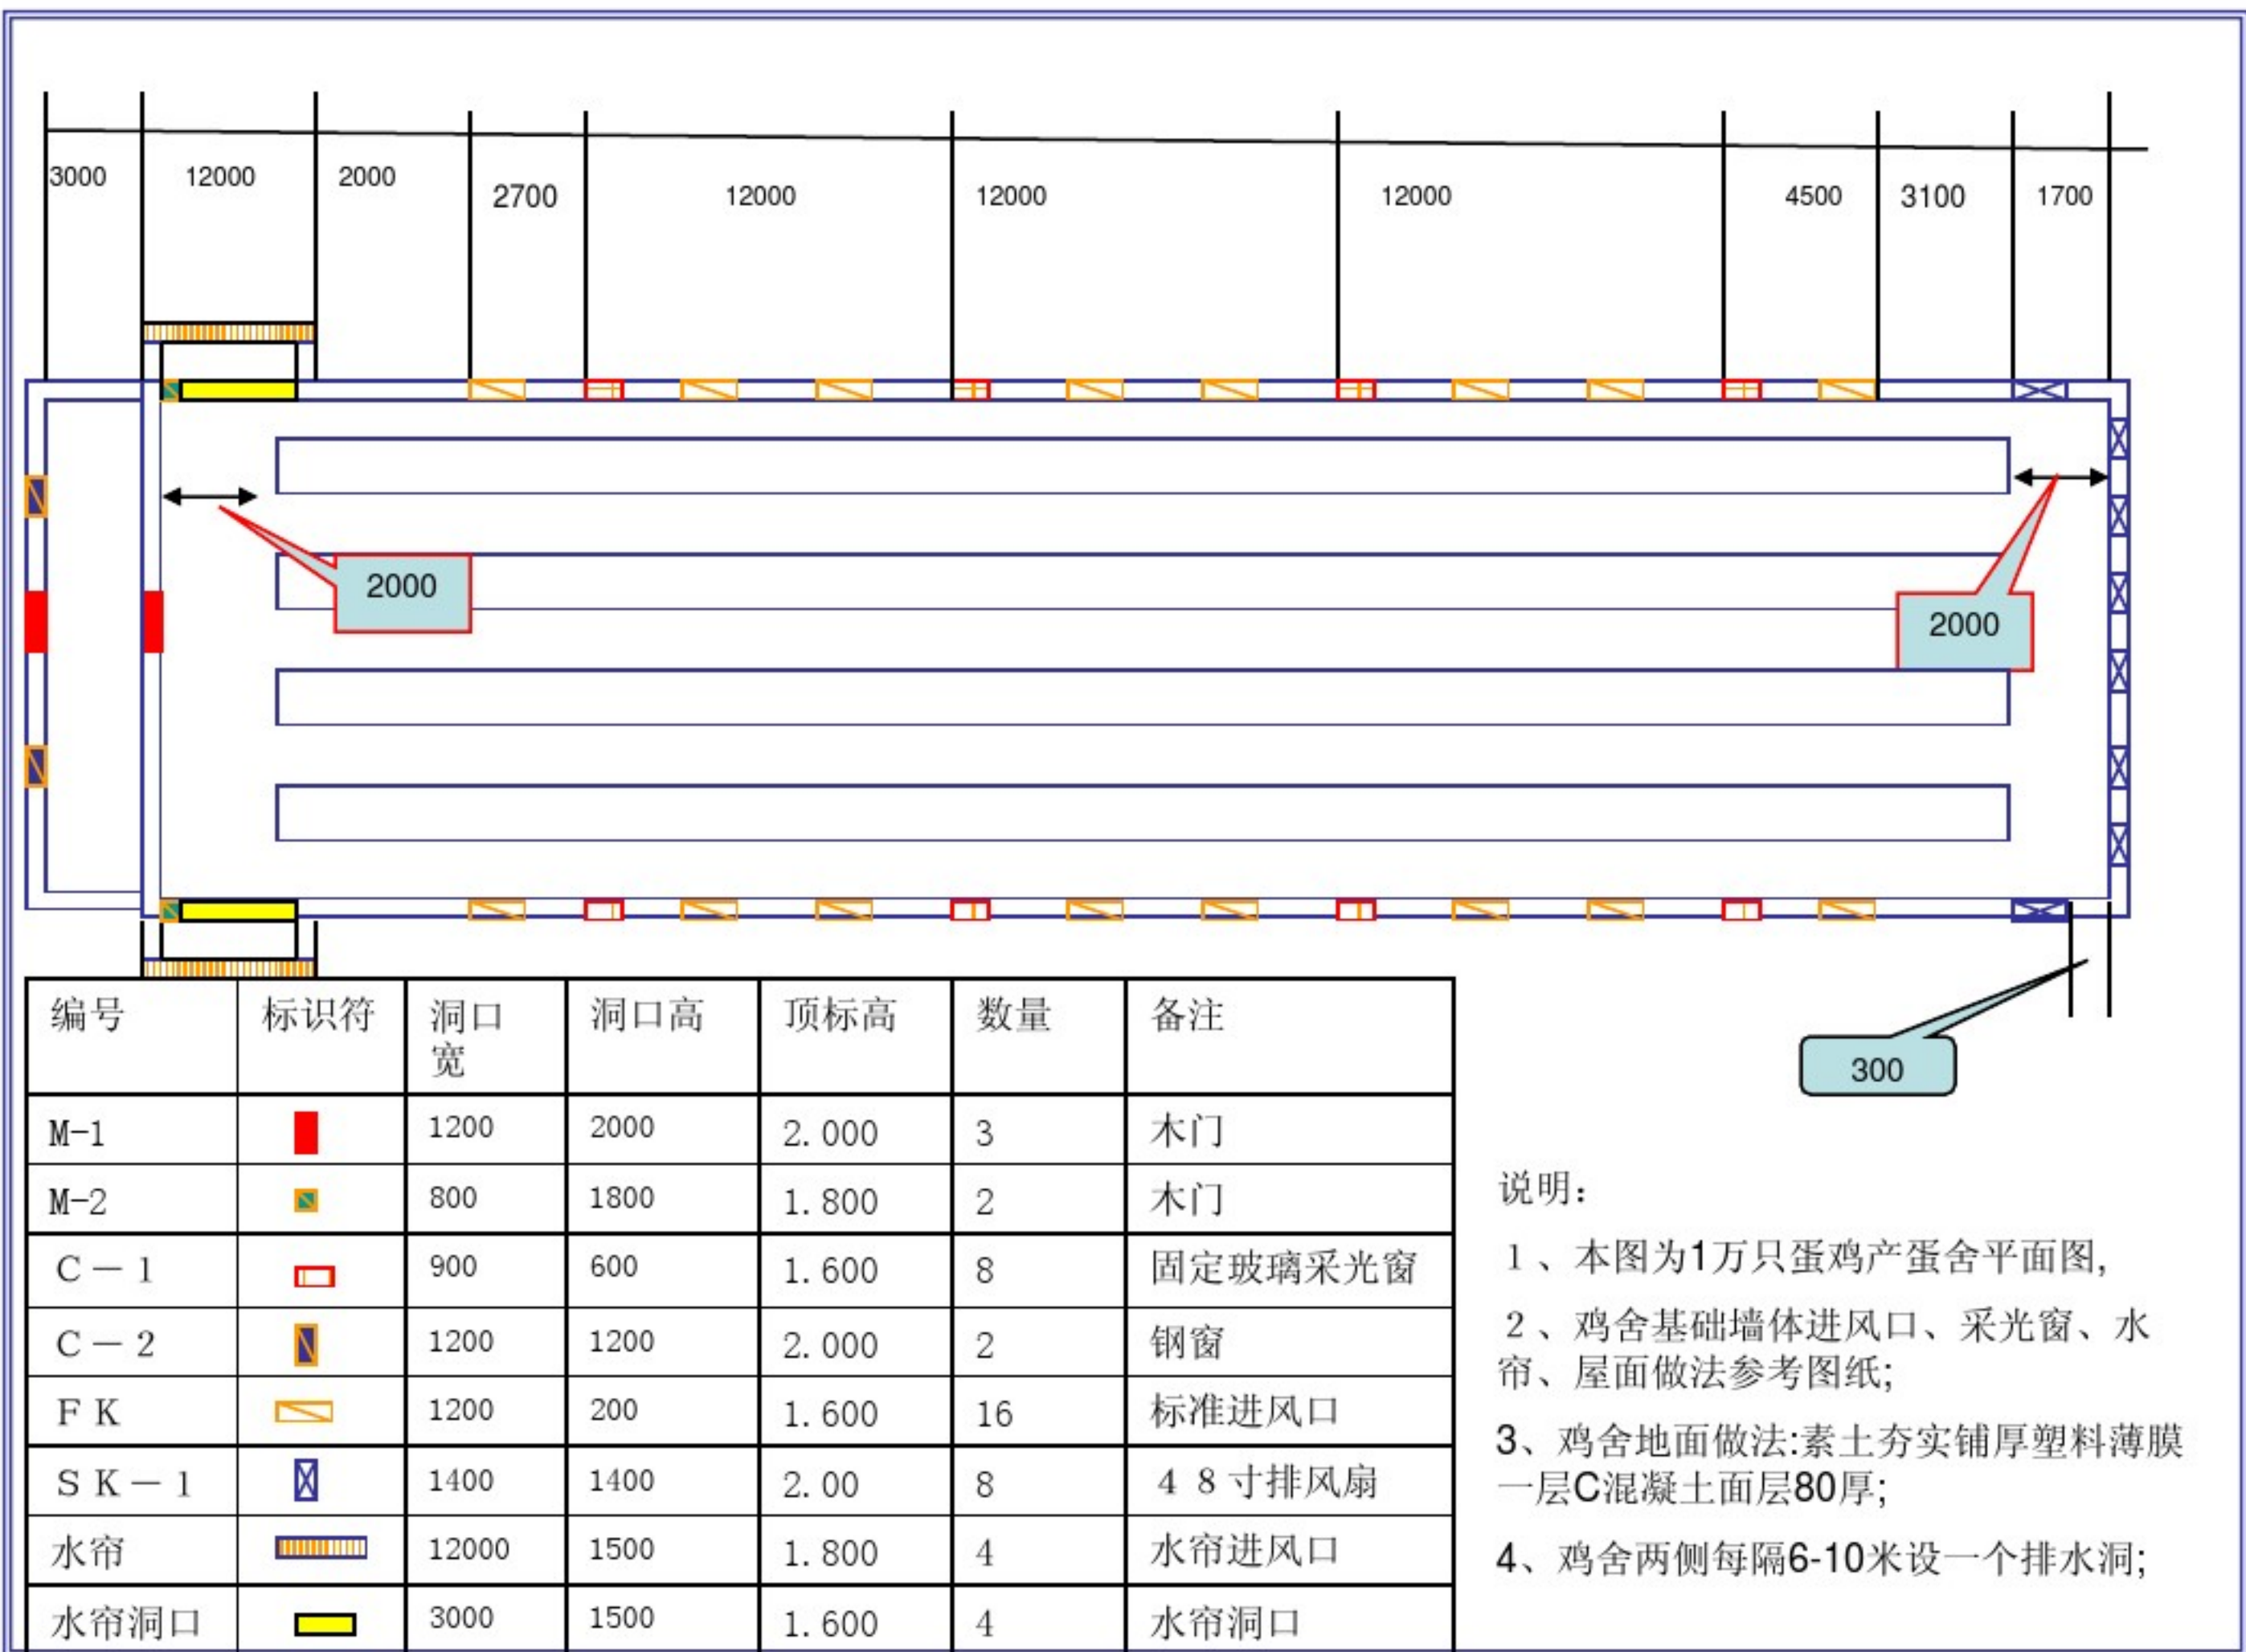 3000 12000 2000 2700 12000 12000 12000 4500 3100 1700
2000
2000
300
编号 标识符 洞口宽 洞口高 顶标高 数量 备注
M-1 1200 2000 2.000 3 木门
M-2 800 1800 1.800 2 木门
C－1 900 600 1.600 8 固定玻璃采光窗
C－2 1200 1200 2.000 2 钢窗
FK 1200 200 1.600 16 标准进风口
SK－1 1400 1400 2.00 8 48寸排风扇
水帘 12000 1500 1.800 4 水帘进风口
水帘洞口 3000 1500 1.600 4 水帘洞口
说明：
1、本图为1万只蛋鸡产蛋舍平面图,
2、鸡舍基础墙体进风口、采光窗、水
帘、屋面做法参考图纸;
3、鸡舍地面做法:素土夯实铺厚塑料薄膜
一层C混凝土面层80厚;
4、鸡舍两侧每隔6-10米设一个排水洞;